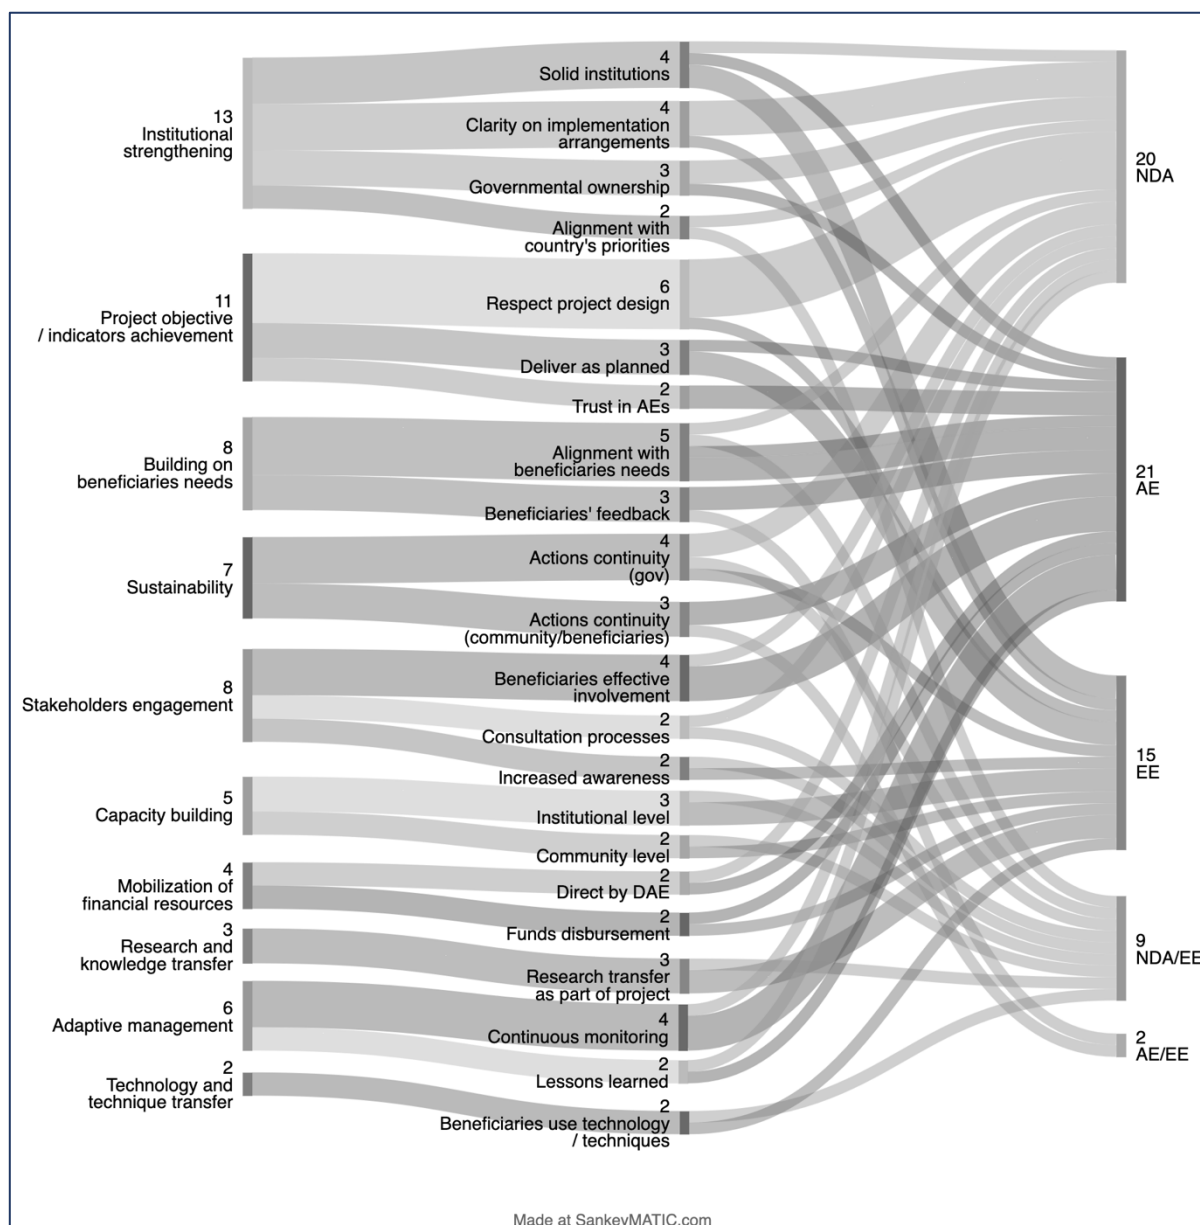 13
Institutional
strengthening
11
Project objective
/ indicators achievement
8
Building on
beneficiaries needs
7
Sustainability
8
Stakeholders engagement
5
Capacity building
4
Mobilization of
financial resources
3
Research and
knowledge transfer
6
Adaptive management
2
Technology and
technique transfer
4
Solid institutions
4
Clarity on implementation
arrangements
3
Governmental ownership
2
Alignment with
country's priorities
6
Respect project design
3
Deliver as planned
2
Trust in AEs
5
Alignment with
beneficiaries needs
3
Beneficiaries' feedback
4
Actions continuity
(gov)
3
Actions continuity
(community/beneficiaries)
4
Beneficiaries effective
involvement
2
Consultation processes
2
Increased awareness
3
Institutional level
2
Community level
2
Direct by DAE
2
Funds disbursement
3
Research transfer
as part of project
4
Continuous monitoring
2
Lessons learned
2
Beneficiaries use technology
/ techniques
20
NDA
21
AE
15
EE
9
NDA/EE
2
AE/EE
Made at SankeyMATIC.com